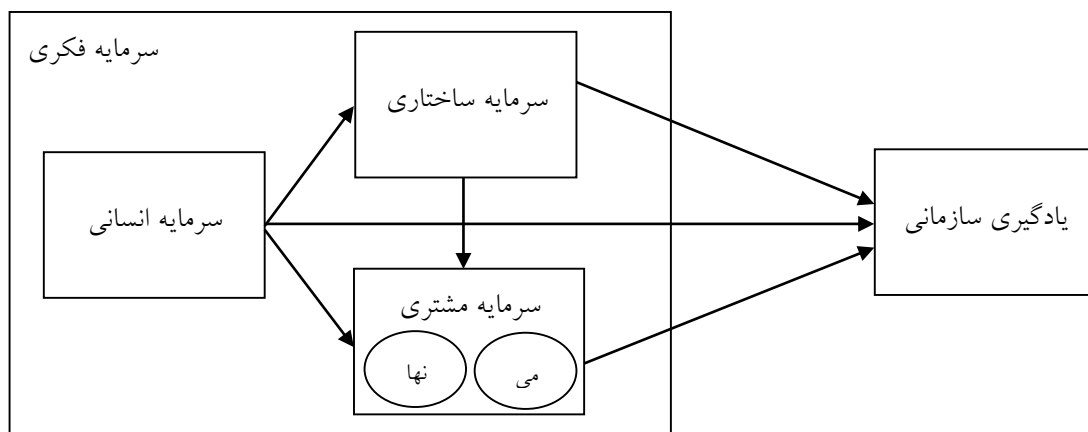 سرمایه فکری
سرمایه ساختاری
سرمایه انسانی
یادگیری سازمانی
سرمایه مشتری
می
نها